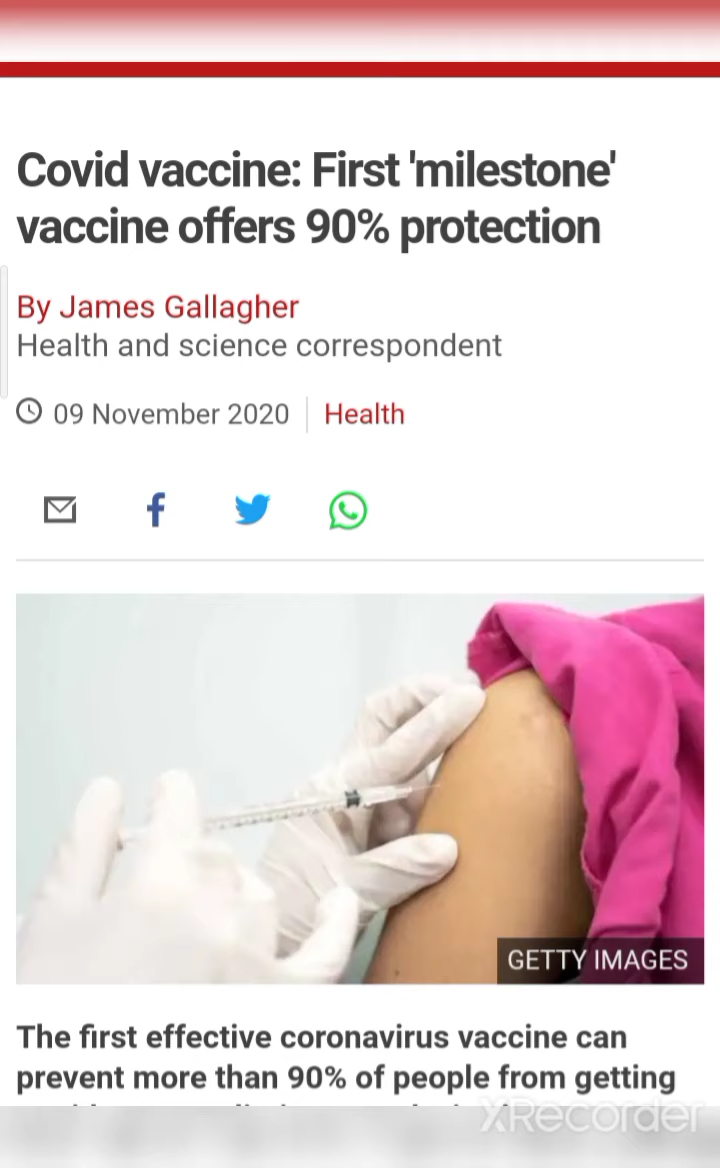 Covid vaccine: First 'milestone'
vaccine offers 90% protection
By James Gallagher
Health and science correspondent
09 November 2020
Health
GETTY IMAGES
The first effective coronavirus vaccine can
prevent more than 90% of people from getting
XRecorder